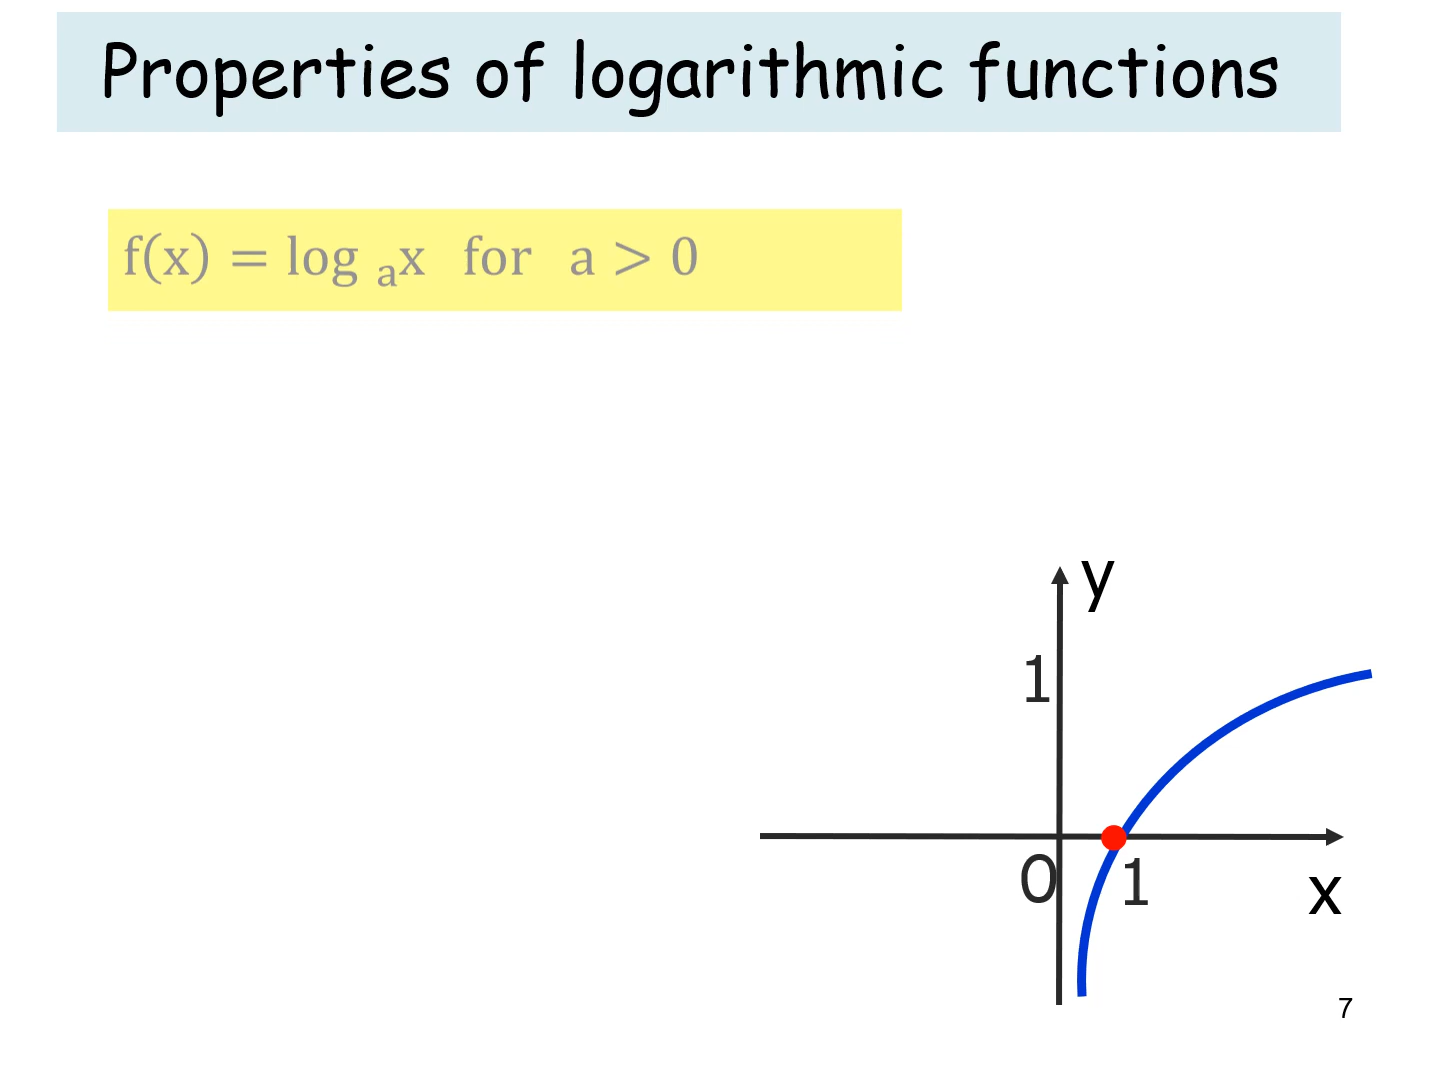 Properties of logarithmic functions
f(x) = log ₐx for a > 0
y
1
0 1 x
7